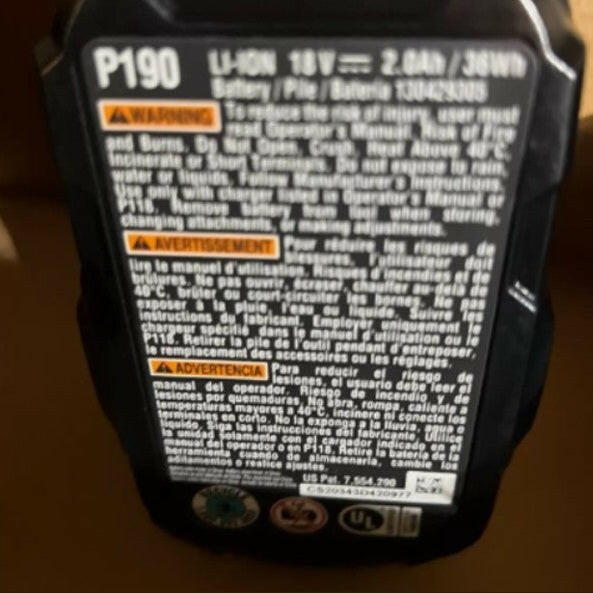 P190 LI-ION 18V 2.0Ah / 36Wh
Battery / Pile / Batería 130429305
WARNING To reduce the risk of injury, user must
read Operator's Manual. Risk of Fire
and Burns. Do Not Open, Crush, Heat Above 40°C,
Incinerate or Short Terminals. Do not expose to rain,
water or liquids. Follow Manufacturer's Instructions.
Use only with charger listed in Operator's Manual or
P118. Remove battery from tool when storing,
changing attachments, or making adjustments.
AVERTISSEMENT Pour réduire les risques de
blessures, l'utilisateur doit
lire le manuel d'utilisation. Risques d'incendies et de
brûlures. Ne pas ouvrir, écraser, chauffer au-delà de
40°C, brûler ou court-circuiter les bornes. Ne pas
exposer à la pluie, l'eau ou liquide. Suivre les
instructions du fabricant. Employer uniquement le
chargeur spécifié dans le manuel d'utilisation ou le
P118. Retirer la pile de l'outil pendant d'entreposer,
le remplacement des accessoires ou les réglages.
ADVERTENCIA Para reducir el riesgo de
lesiones, el usuario debe leer el
manual del operador. Riesgo de incendio y de
lesiones por quemaduras. No abra, rompa, caliente a
temperaturas mayores a 40°C, incinere ni conecte los
terminales en corto. No la exponga a la lluvia, agua o
líquido. Siga las instrucciones del fabricante. Utilice
la unidad solamente con el cargador indicado en el
manual del operador o en P118. Retire la batería de la
herramienta cuando de almacenarla, cambie los
aditamentos o realice ajustes.
US Pat. 7,554,290
CS20343D420977
UL